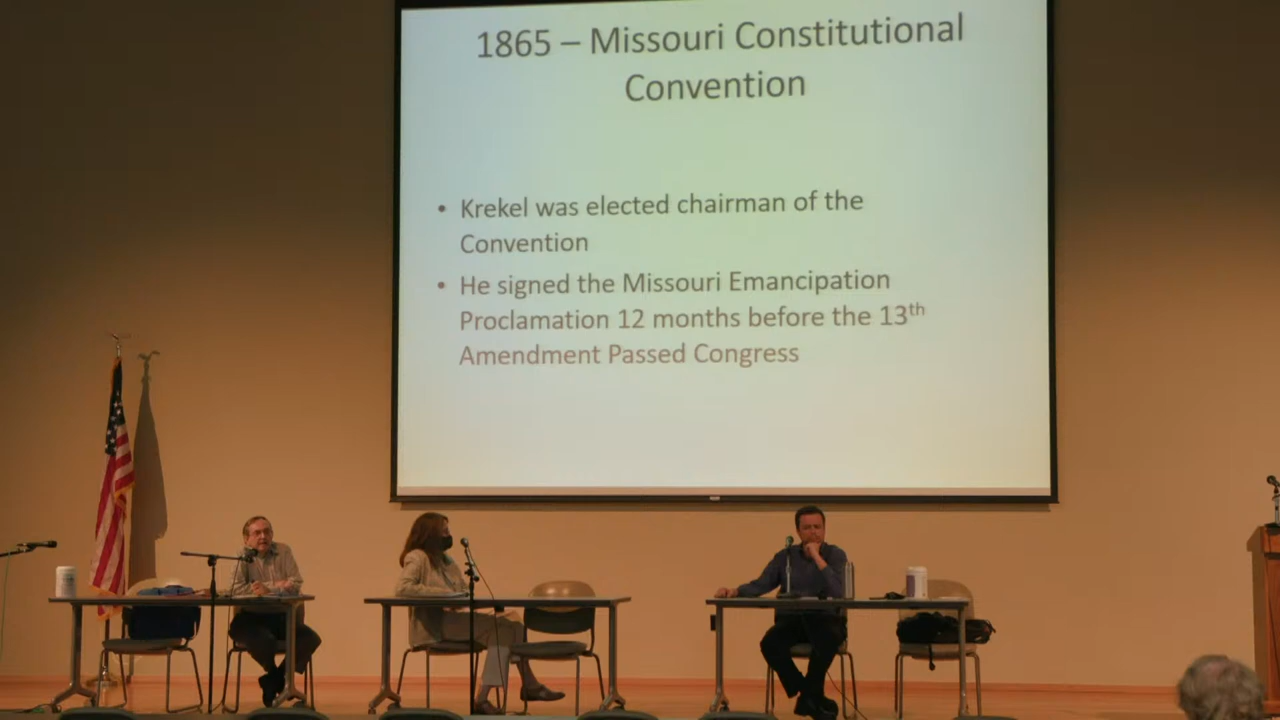 1865 – Missouri Constitutional
Convention
• Krekel was elected chairman of the
Convention
• He signed the Missouri Emancipation
Proclamation 12 months before the 13th
Amendment Passed Congress